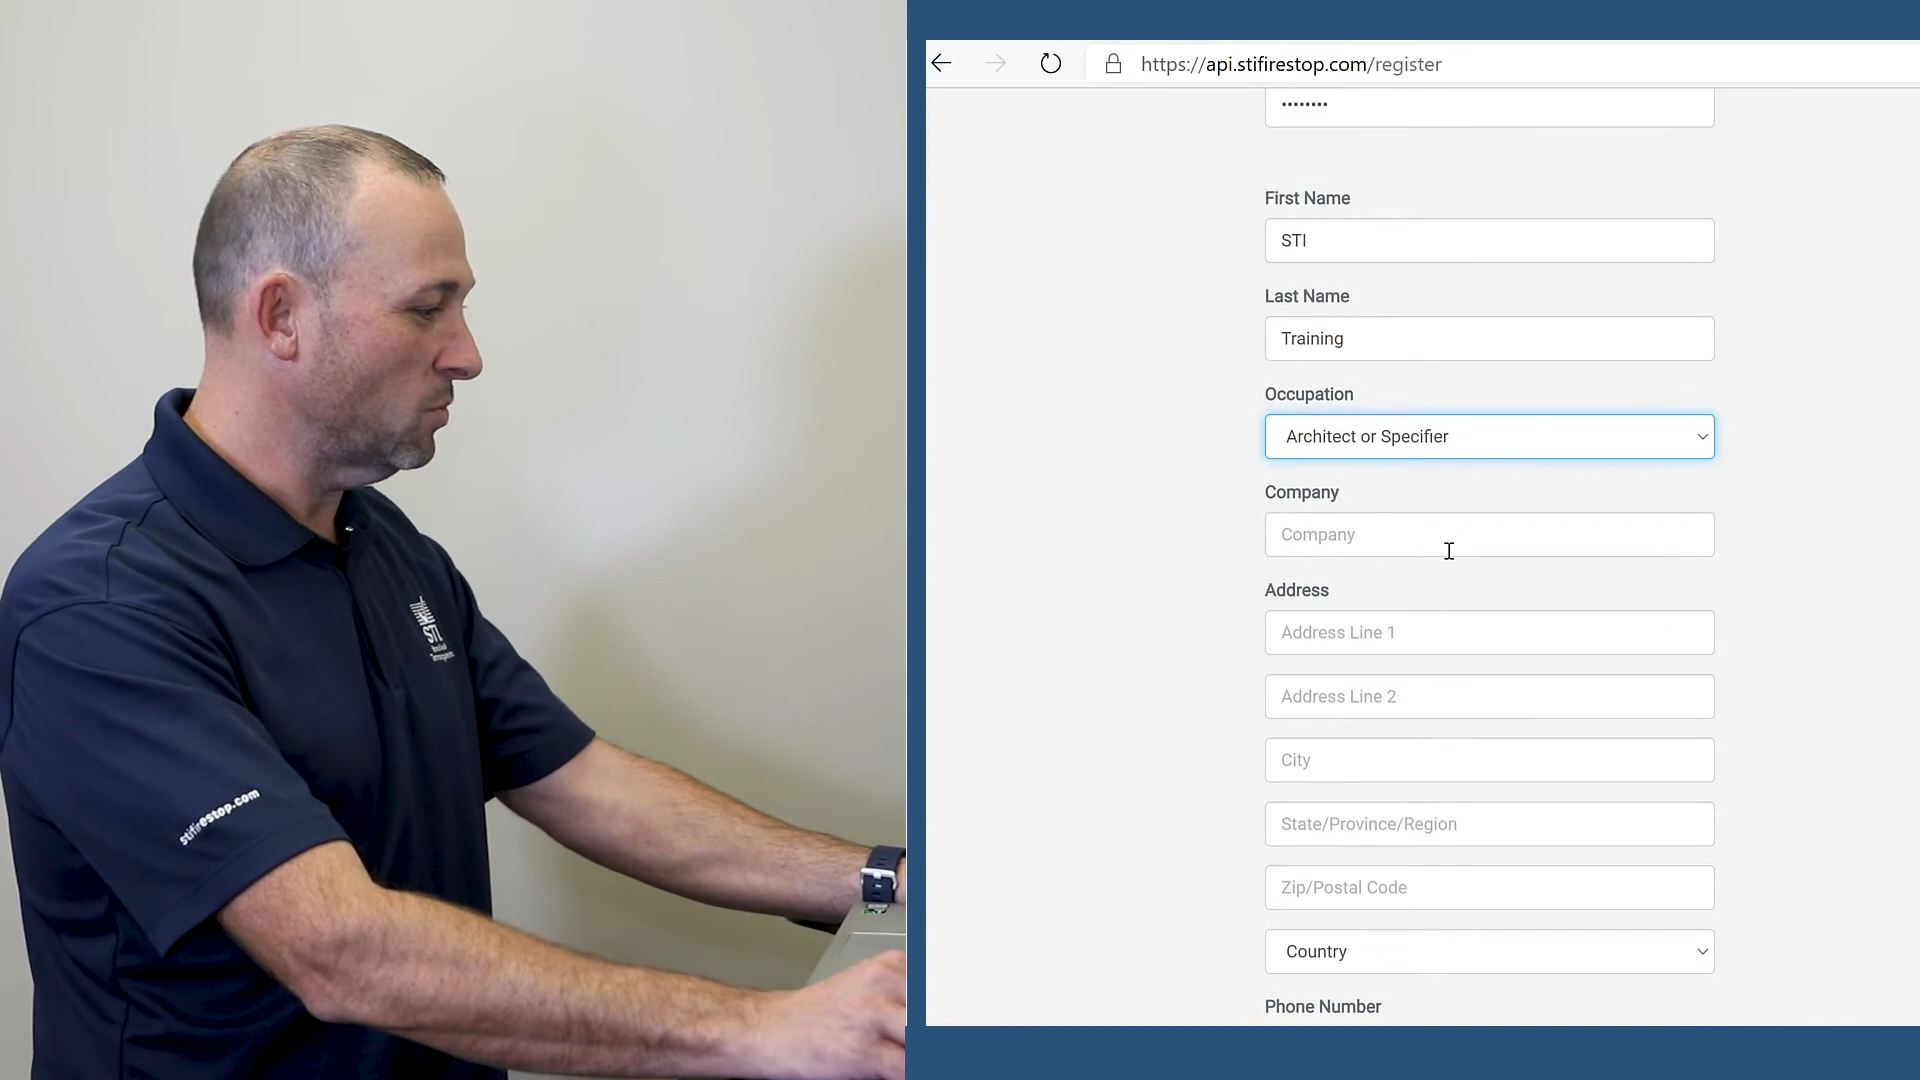 https://api.stifirestop.com/register
••••••••
First Name
STI
Last Name
Training
Occupation
Architect or Specifier
Company
Company
Address
Address Line 1
Address Line 2
City
State/Province/Region
Zip/Postal Code
Country
Phone Number
STI
stifirestop.com